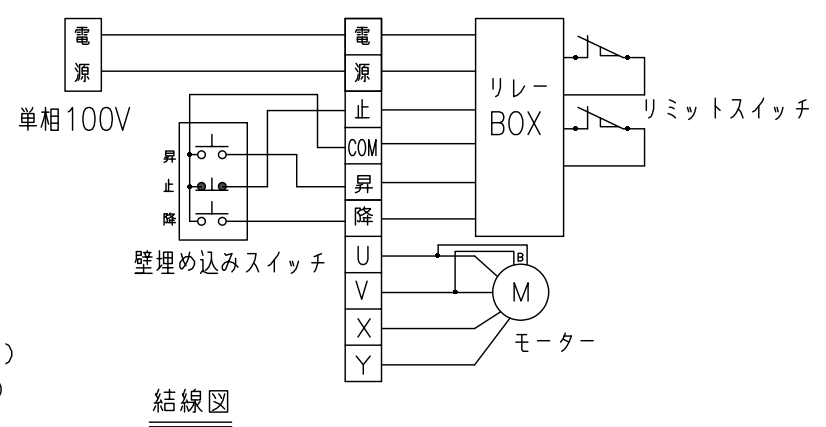 電
源
単相100V
昇
止
降
壁埋め込みスイッチ
電
源
止
COM
昇
降
U
V
X
Y
リレー
BOX
リミットスイッチ
B
M
モーター
)
)
結線図